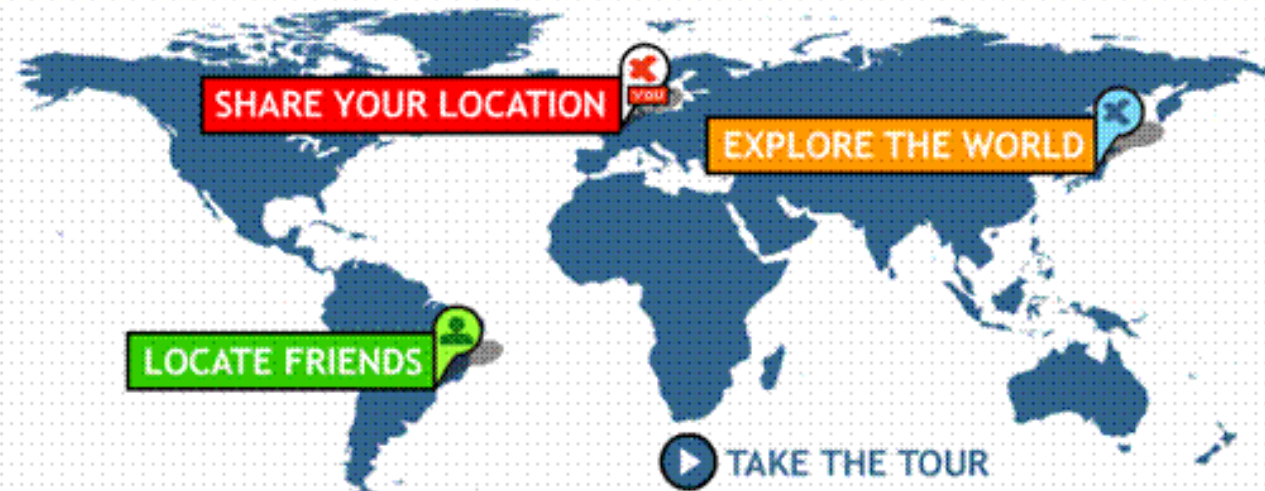 SHARE YOUR LOCATION
YOU
EXPLORE THE WORLD
LOCATE FRIENDS
TAKE THE TOUR